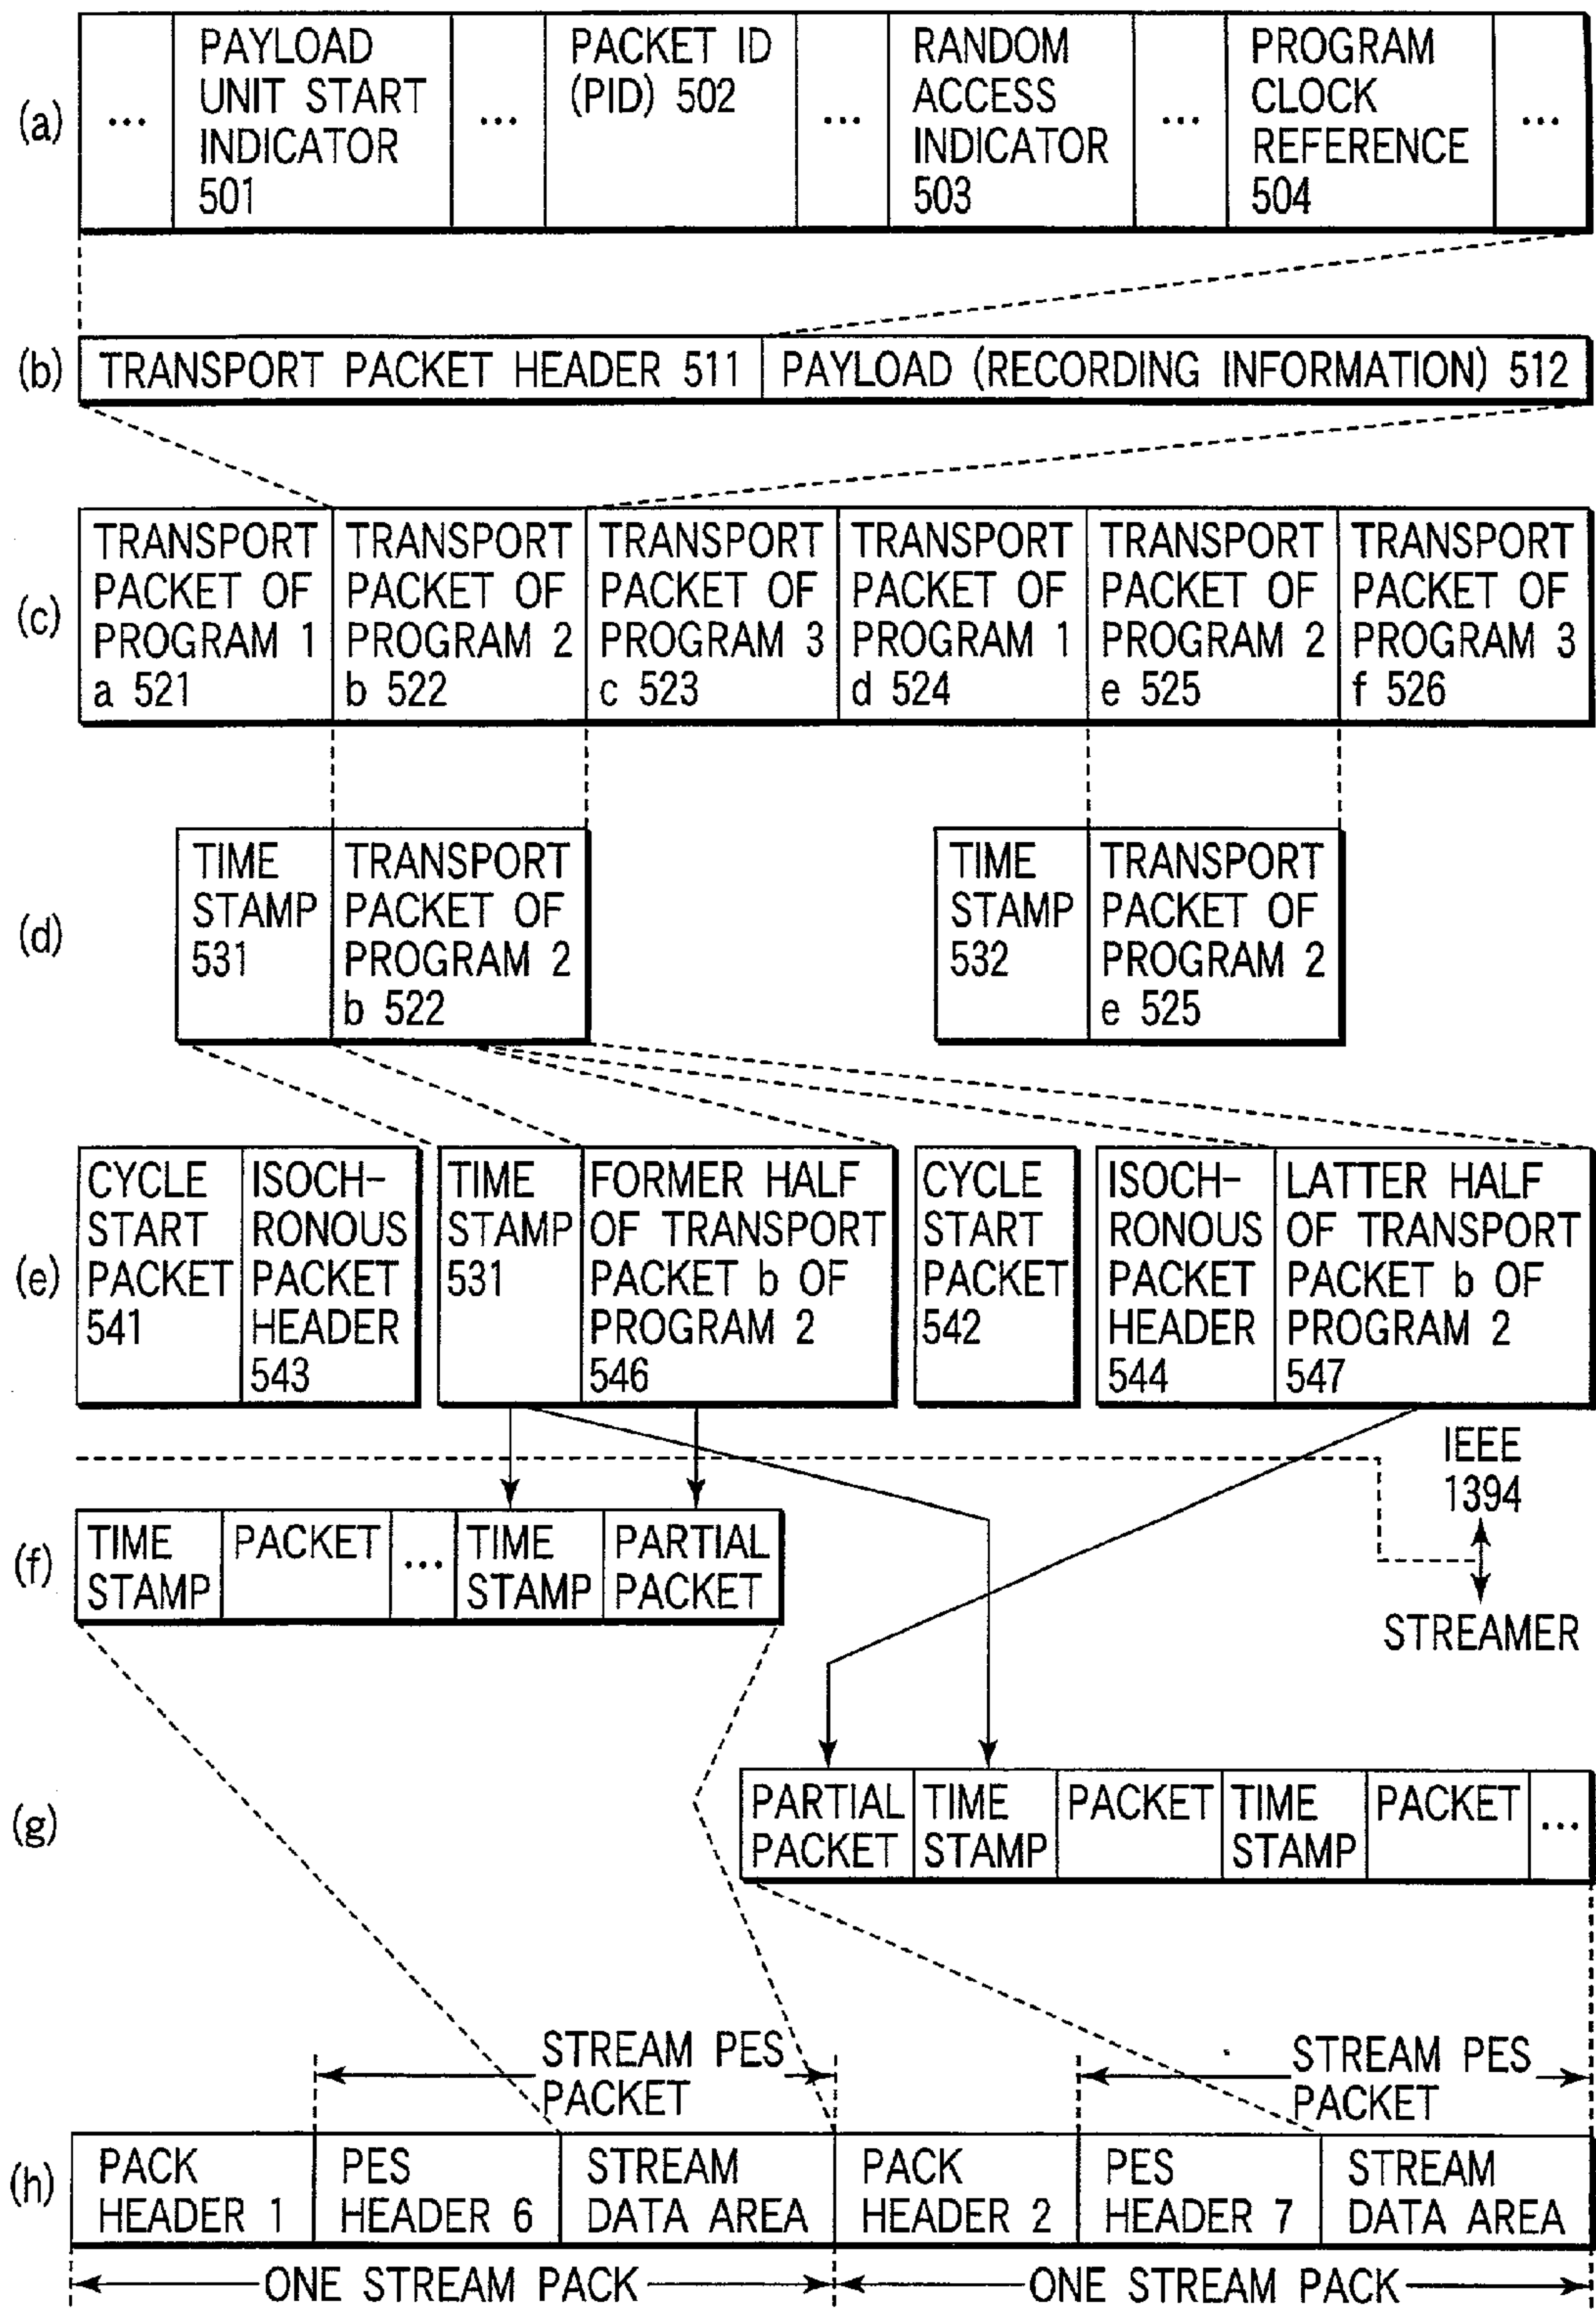 (a)
...
PAYLOAD
UNIT START
INDICATOR
501
...
PACKET ID
(PID) 502
...
RANDOM
ACCESS
INDICATOR
503
...
PROGRAM
CLOCK
REFERENCE
504
...
(b)
TRANSPORT PACKET HEADER 511
PAYLOAD (RECORDING INFORMATION) 512
(c)
TRANSPORT
PACKET OF
PROGRAM 1
a 521
TRANSPORT
PACKET OF
PROGRAM 2
b 522
TRANSPORT
PACKET OF
PROGRAM 3
c 523
TRANSPORT
PACKET OF
PROGRAM 1
d 524
TRANSPORT
PACKET OF
PROGRAM 2
e 525
TRANSPORT
PACKET OF
PROGRAM 3
f 526
(d)
TIME
STAMP
531
TRANSPORT
PACKET OF
PROGRAM 2
b 522
TIME
STAMP
532
TRANSPORT
PACKET OF
PROGRAM 2
e 525
(e)
CYCLE
START
PACKET
541
ISOCH-
RONOUS
PACKET
HEADER
543
TIME
STAMP
531
FORMER HALF
OF TRANSPORT
PACKET b OF
PROGRAM 2
546
CYCLE
START
PACKET
542
ISOCH-
RONOUS
PACKET
HEADER
544
LATTER HALF
OF TRANSPORT
PACKET b OF
PROGRAM 2
547
IEEE
1394
STREAMER
(f)
TIME
STAMP
PACKET
...
TIME
STAMP
PARTIAL
PACKET
(g)
PARTIAL
PACKET
TIME
STAMP
PACKET
TIME
STAMP
PACKET
...
STREAM PES
PACKET
STREAM PES
PACKET
(h)
PACK
HEADER 1
PES
HEADER 6
STREAM
DATA AREA
PACK
HEADER 2
PES
HEADER 7
STREAM
DATA AREA
ONE STREAM PACK
ONE STREAM PACK